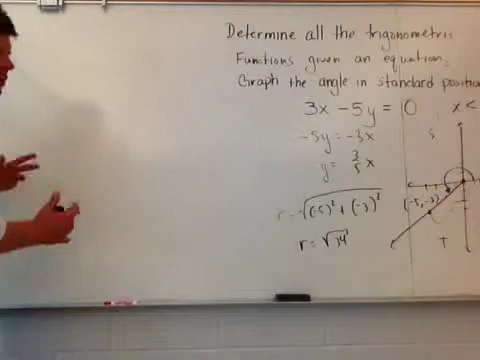 Determine all the trigonometric
Functions given an equation.
Graph the angle in standard position
3x - 5y = 0 x <
-5y = -3x S
y = 3/5 x
r = √(-5)² + (-3)² (-5,-3)
r = √34 T